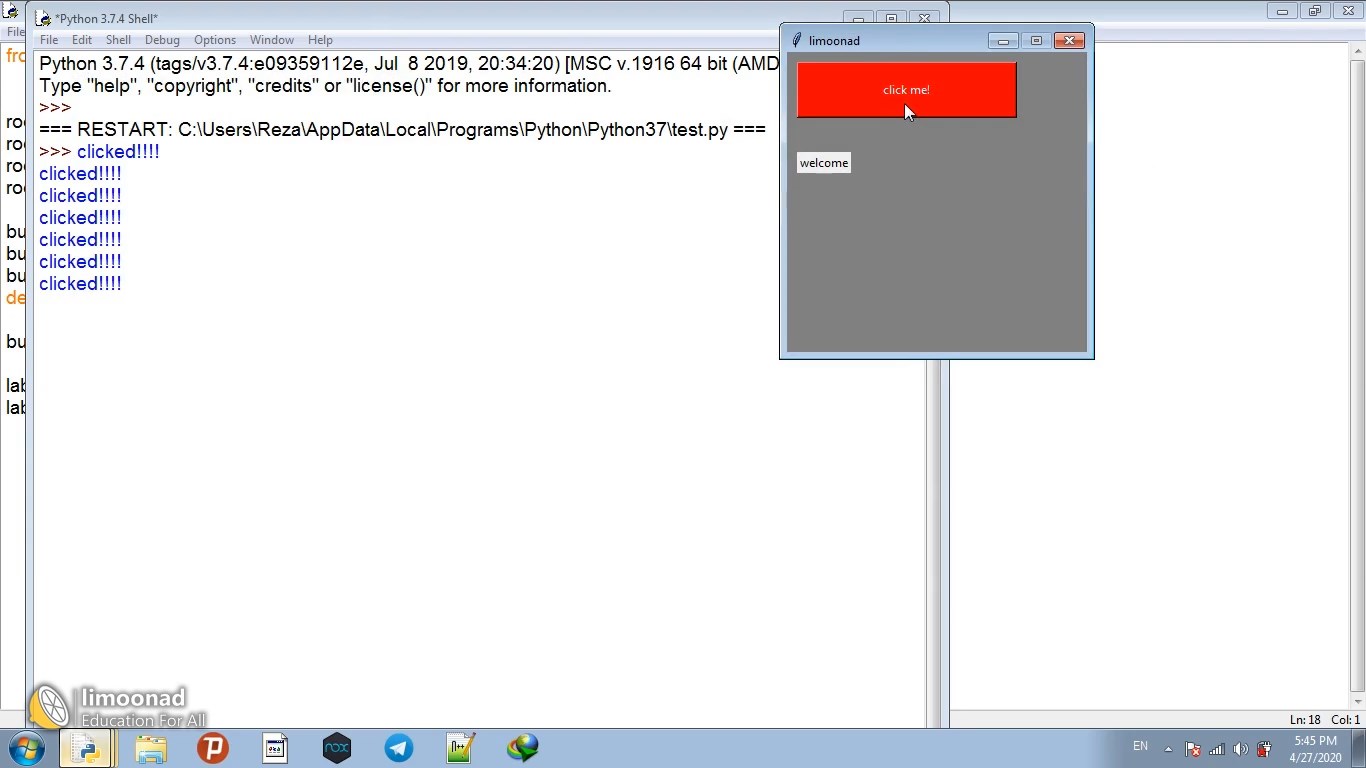 *Python 3.7.4 Shell*
File
File Edit Shell Debug Options Window Help
Python 3.7.4 (tags/v3.7.4:e09359112e, Jul 8 2019, 20:34:20) [MSC v.1916 64 bit (AMD
Type "help", "copyright", "credits" or "license()" for more information.
>>>
=== RESTART: C:\Users\Reza\AppData\Local\Programs\Python\Python37\test.py ===
>>> clicked!!!!
clicked!!!!
clicked!!!!
clicked!!!!
clicked!!!!
clicked!!!!
clicked!!!!
fro
roo
roo
roo
roo
bu
bu
bu
de
bu
lab
lab
limoonad
click me!
welcome
limoonad
Education For All
Ln: 18 Col: 1
nox
EN
5:45 PM
4/27/2020